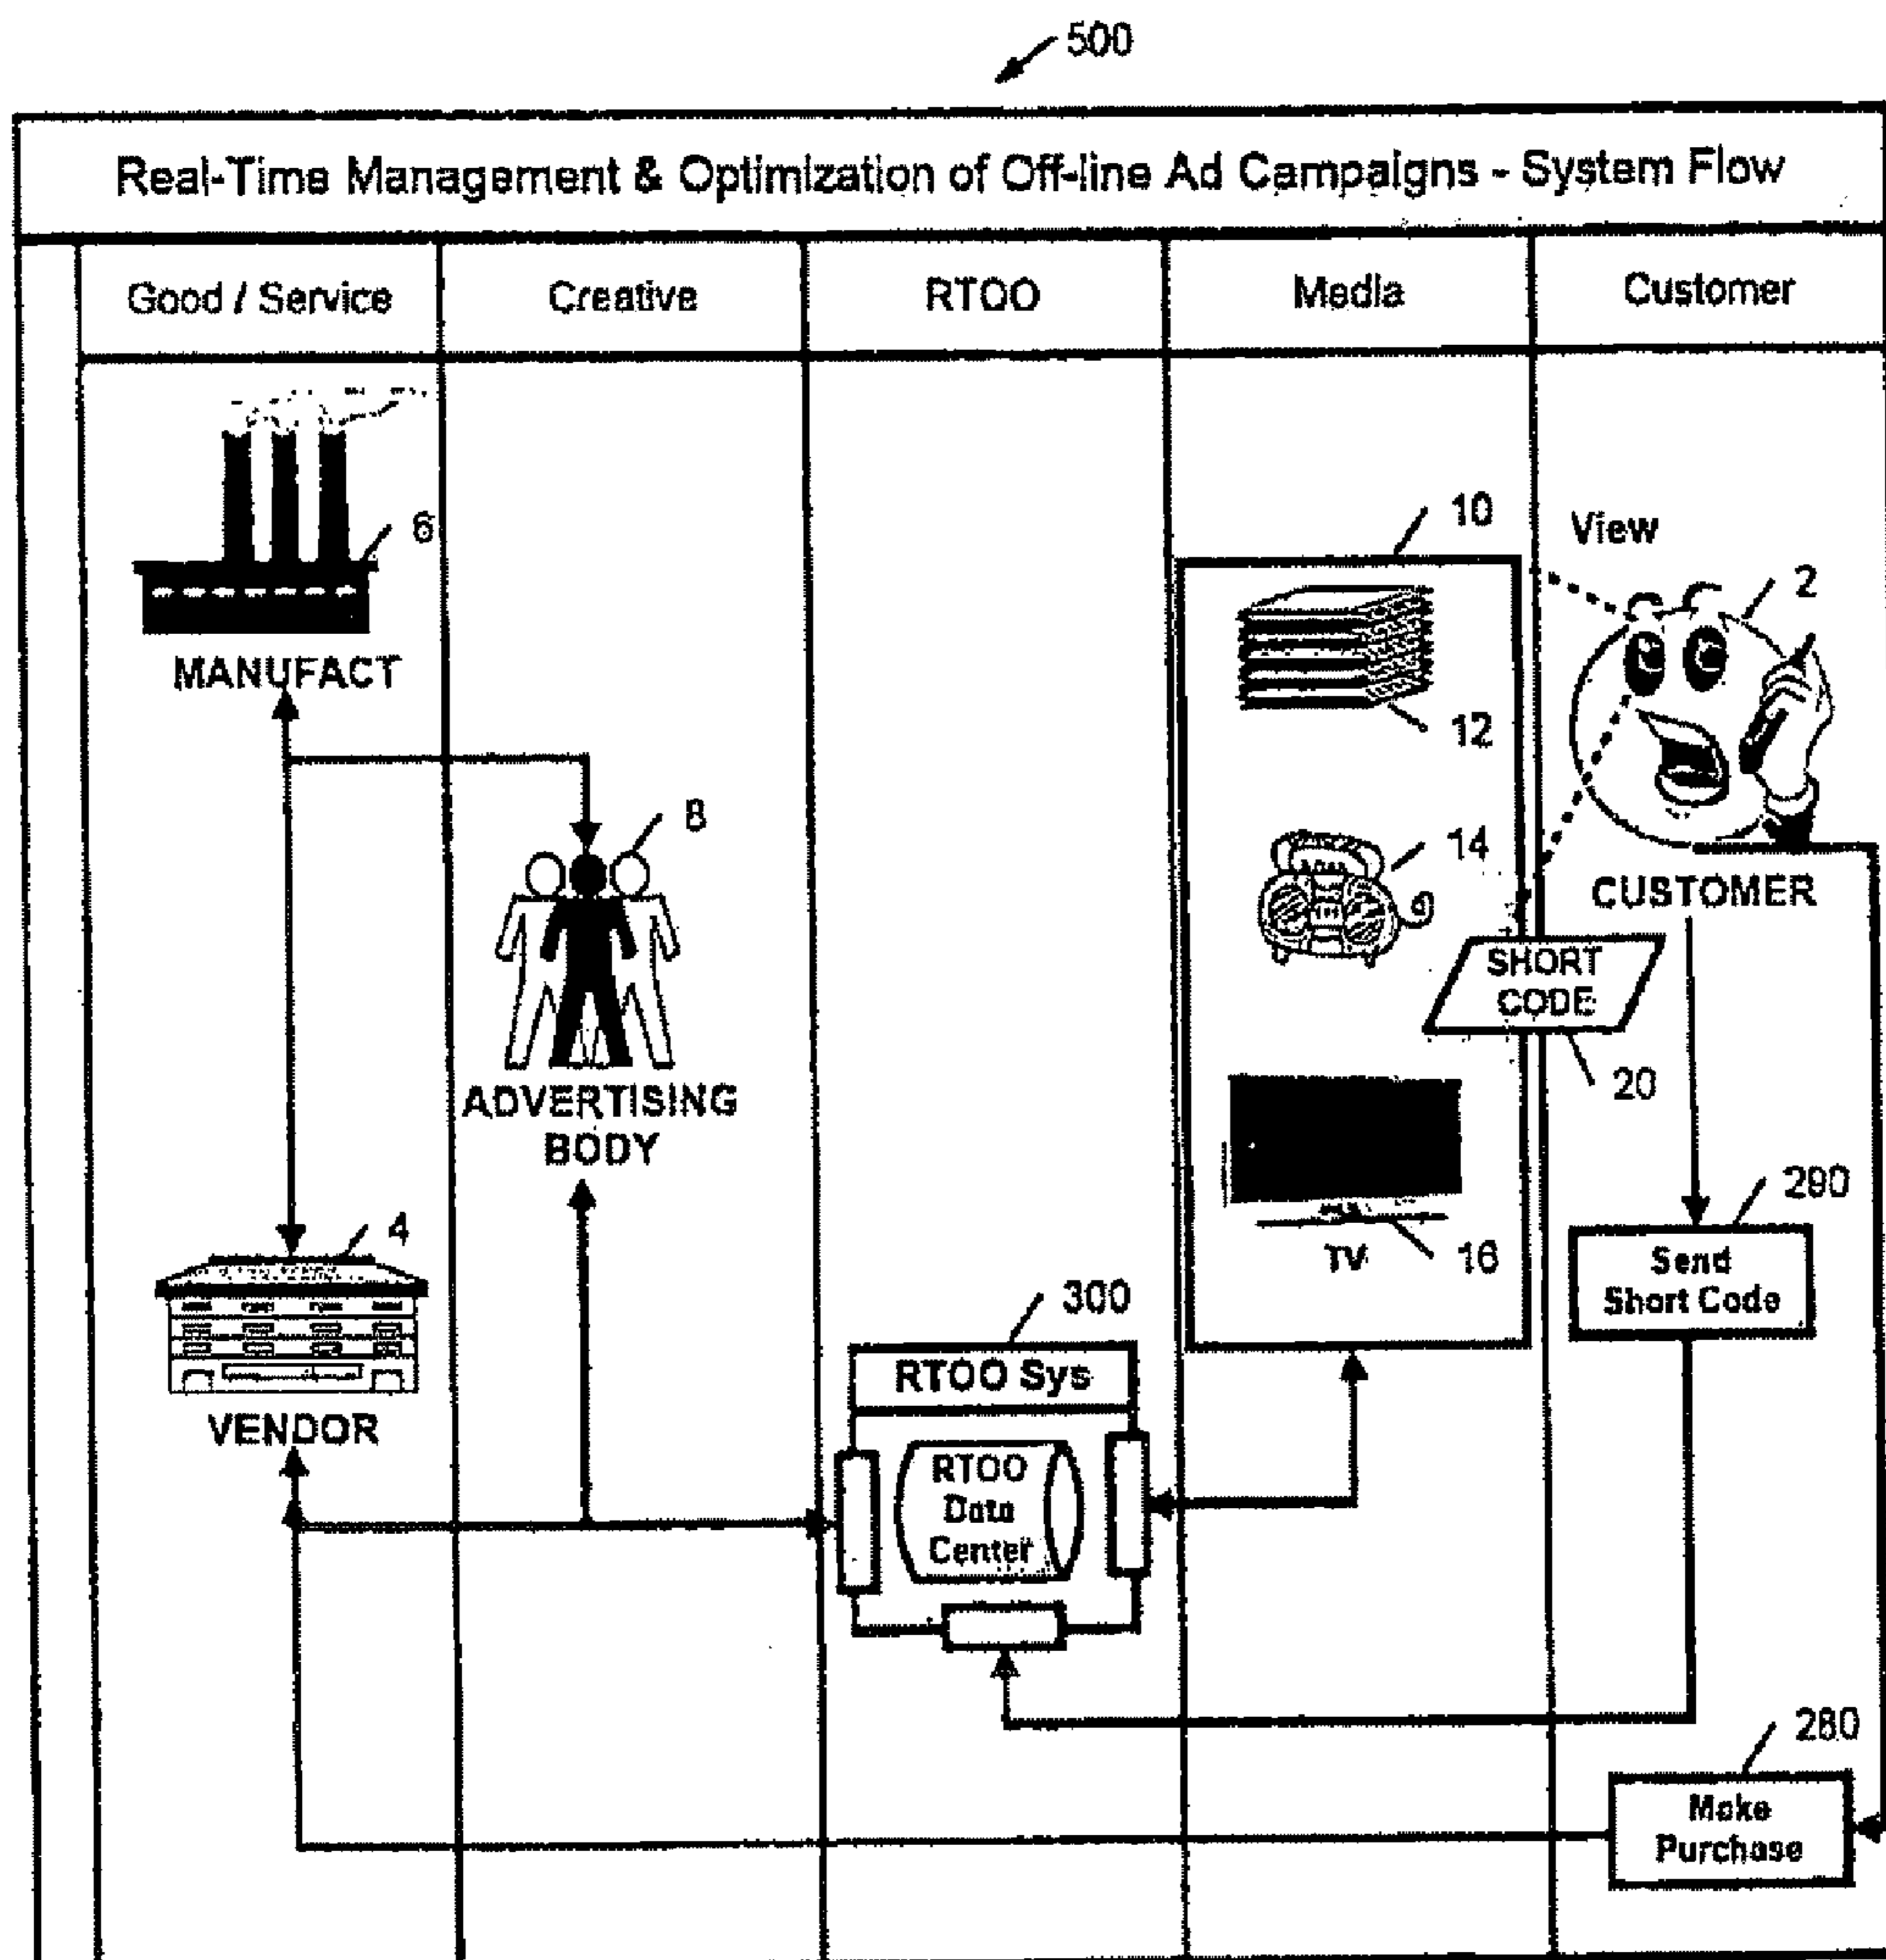 500
Real-Time Management & Optimization of Off-line Ad Campaigns - System Flow
Good / Service
Creative
RTOO
Media
Customer
6
MANUFACT
8
ADVERTISING
BODY
4
VENDOR
300
RTOO Sys
RTOO
Data
Center
10
12
14
TV
16
View
2
CUSTOMER
SHORT
CODE
20
290
Send
Short Code
280
Make
Purchase